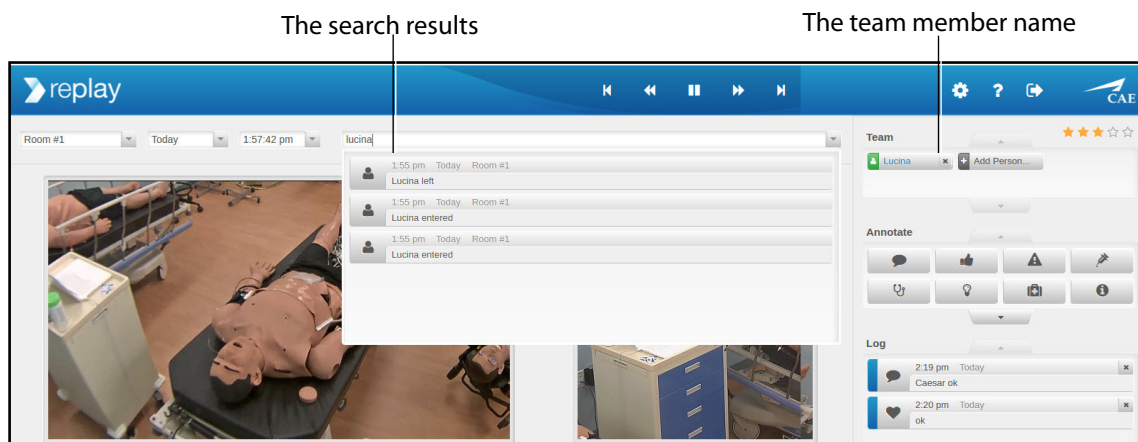 The search results
The team member name
replay
CAE
Room #1 Today 1:57:42 pm lucina
1:55 pm Today Room #1
Lucina left
1:55 pm Today Room #1
Lucina entered
1:55 pm Today Room #1
Lucina entered
Team
Lucina Add Person...
Annotate
Log
2:19 pm Today
Caesar ok
2:20 pm Today
ok